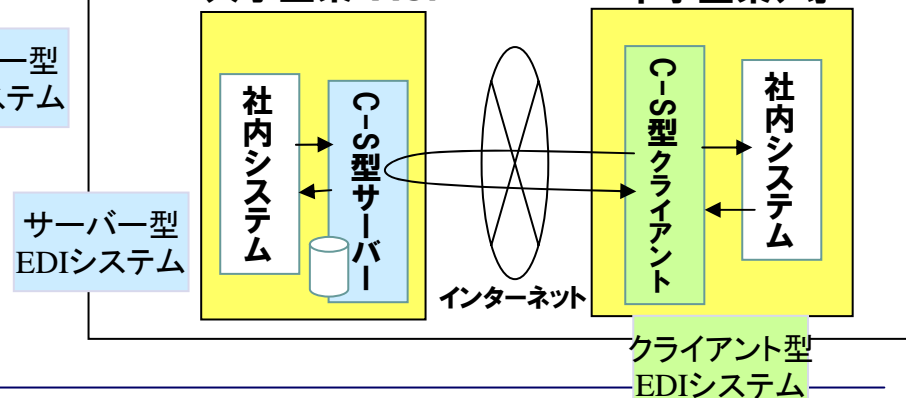 ー型
ステム
サーバー型
EDIシステム
社内システム
C-S型サーバー
インターネット
C-S型クライアント
社内システム
クライアント型
EDIシステム